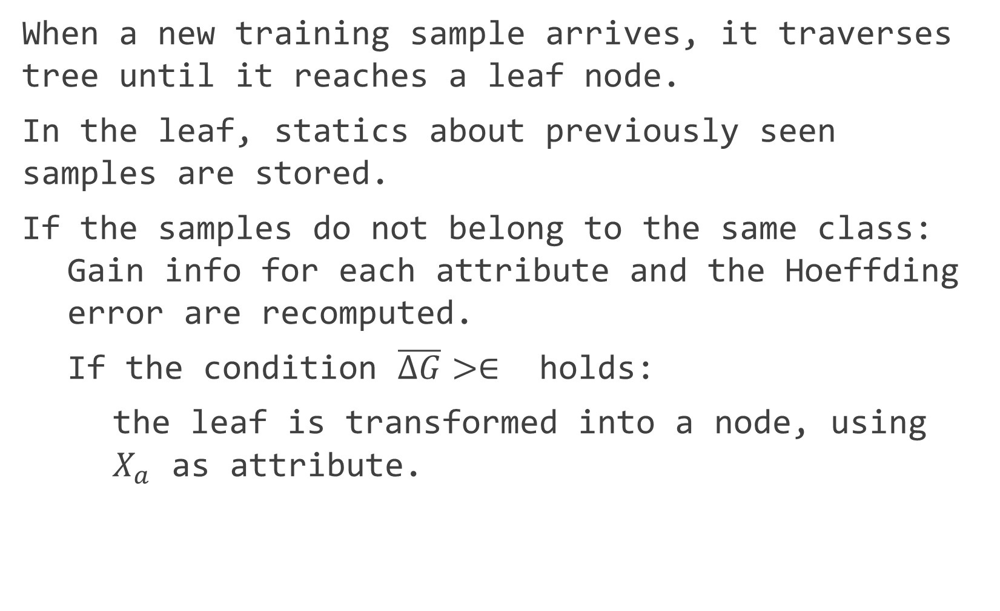 When a new training sample arrives, it traverses
tree until it reaches a leaf node.
In the leaf, statics about previously seen
samples are stored.
If the samples do not belong to the same class:
Gain info for each attribute and the Hoeffding
error are recomputed.
If the condition $\overline{\Delta G} > \in$ holds:
the leaf is transformed into a node, using
$X_a$ as attribute.